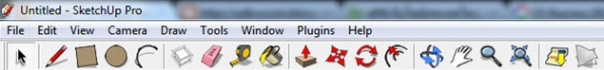 Untitled - SketchUp Pro
File Edit View Camera Draw Tools Window Plugins Help